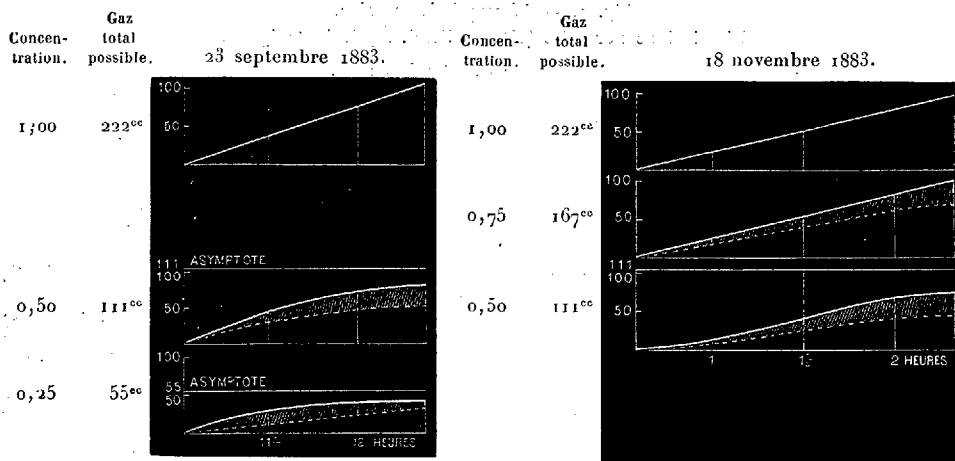 Concen-
tration.
Gaz
total
possible.
23 septembre 1883.
1,00
222cc
100
50
111
ASYMPTOTE
100
0,50
111cc
50
100
ASYMPTOTE
55
0,25
55cc
50
11
12 HEURES
Concen-
tration.
Gaz
total
possible.
18 novembre 1883.
1,00
222cc
100
50
0,75
167cc
100
50
111
100
0,50
111cc
50
1
2 HEURES